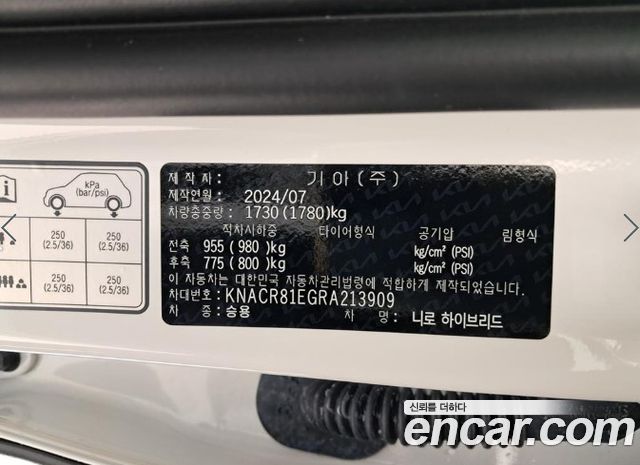 kPa
(bar/psi)
250
(2.5/36)
250
(2.5/36)
250
(2.5/36)
250
(2.5/36)
제 작 자 : 기 아 ( 주 )
제작연월 : 2024/07
차량총중량 : 1730 (1780)kg
적차시하중 타이어형식 공기압 림형식
전축 955 ( 980 )kg kg/cm² (PSI)
후축 775 ( 800 )kg kg/cm² (PSI)
이 자동차는 대한민국 자동차관리법령에 적합하게 제작되었습니다.
차대번호 : KNACR81EGRA213909
차 종 : 승용 차 명 : 니로 하이브리드
신뢰를 더하다
encar.com